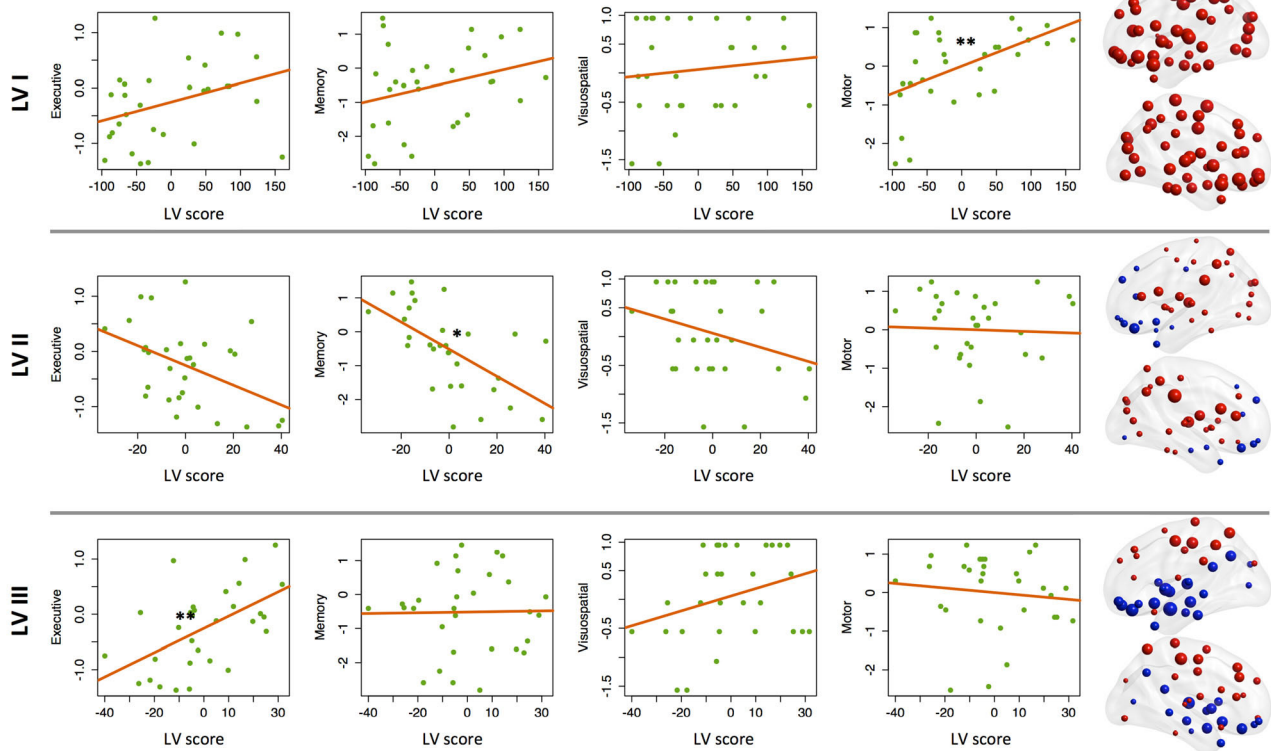 LV I
Executive
-1.0 0.0 1.0
-100 -50 0 50 100 150
LV score
Memory
-2 -1 0 1
-100 -50 0 50 100 150
LV score
Visuospatial
-1.5 -0.5 0.5 1.0
-100 -50 0 50 100 150
LV score
Motor
-2 -1 0 1
**
-100 -50 0 50 100 150
LV score
LV II
Executive
-1.0 0.0 1.0
-20 0 20 40
LV score
Memory
-2 -1 0 1
*
-20 0 20 40
LV score
Visuospatial
-1.5 -0.5 0.5 1.0
-20 0 20 40
LV score
Motor
-2 -1 0 1
-20 0 20 40
LV score
LV III
Executive
-1.0 0.0 1.0
**
-40 -20 0 10 20 30
LV score
Memory
-2 -1 0 1
-40 -20 0 10 20 30
LV score
Visuospatial
-1.5 -0.5 0.5 1.0
-40 -20 0 10 20 30
LV score
Motor
-2 -1 0 1
-40 -20 0 10 20 30
LV score